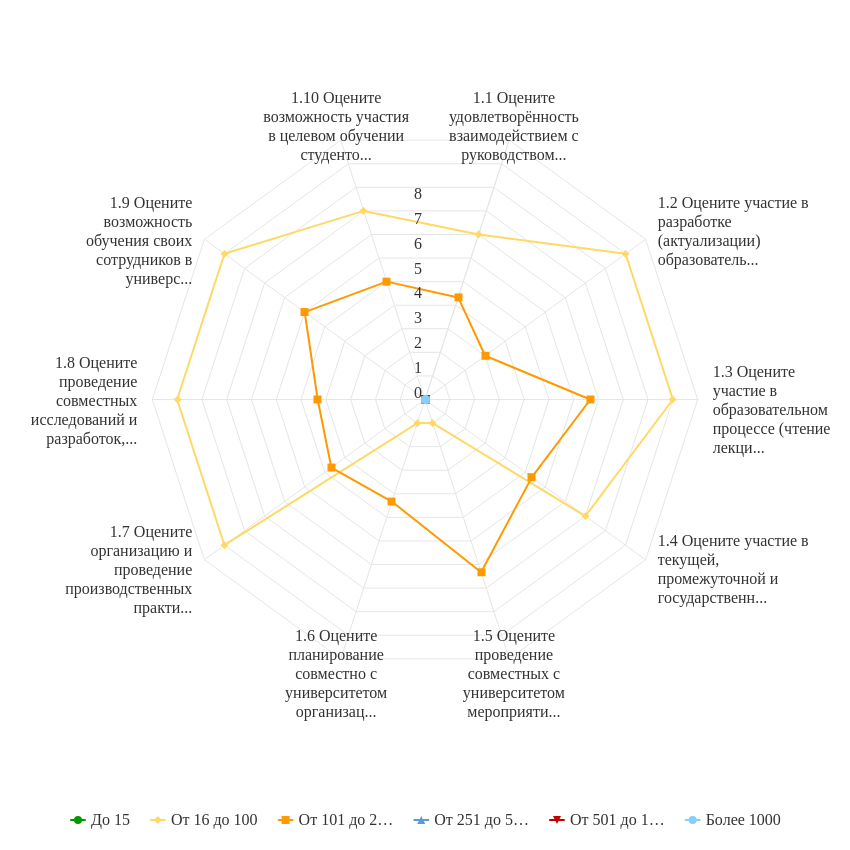 1.10 Оцените
возможность участия
в целевом обучении
студенто...
1.1 Оцените
удовлетворённость
взаимодействием с
руководством...
1.9 Оцените
возможность
обучения своих
сотрудников в
универс...
1.2 Оцените участие в
разработке
(актуализации)
образователь...
8
7
6
5
4
3
2
1
0
1.8 Оцените
проведение
совместных
исследований и
разработок,...
1.3 Оцените
участие в
образовательном
процессе (чтение
лекци...
1.7 Оцените
организацию и
проведение
производственных
практи...
1.4 Оцените участие в
текущей,
промежуточной и
государственн...
1.6 Оцените
планирование
совместно с
университетом
организац...
1.5 Оцените
проведение
совместных с
университетом
мероприяти...
До 15 От 16 до 100 От 101 до 2… От 251 до 5… От 501 до 1… Более 1000